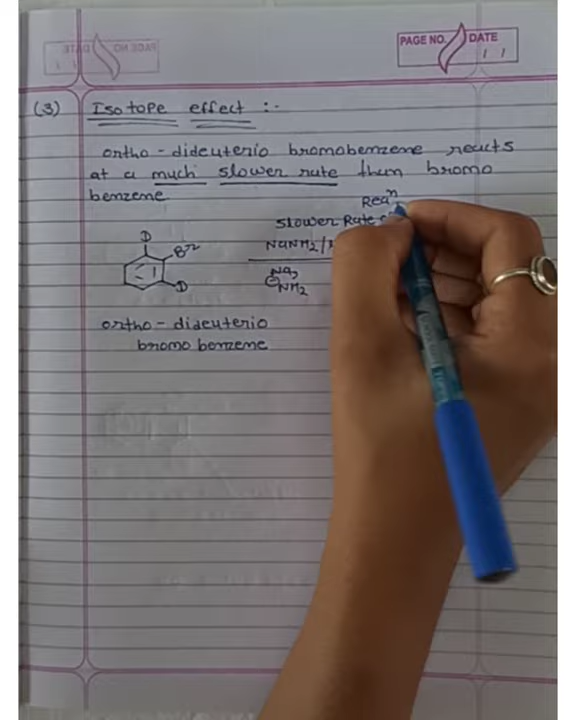 PAGE NO.
DATE
/ /
(3) Isotope effect :-
ortho - dideuterio bromobenzene reacts
at a much slower rate than bromo
benzene
Reaⁿ
Slower Rate
NaNH2/
D
Br
Na
NH2
D
ortho - dideuterio
bromo benzene